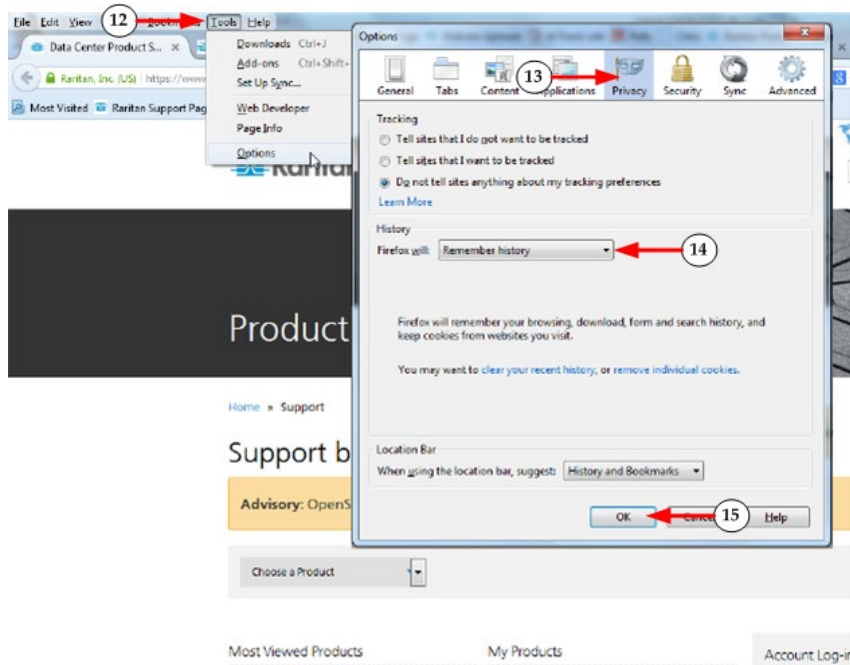 File Edit View 12 Tools Help
Data Center Product S... ×
Raritan, Inc. (US) https://www
Most Visited Raritan Support Pag
Downloads Ctrl+J
Add-ons Ctrl+Shift+
Set Up Sync...
Web Developer
Page Info
Options
Raritan
Options
13
General Tabs Content Applications Privacy Security Sync Advanced
Tracking
Tell sites that I do not want to be tracked
Tell sites that I want to be tracked
Do not tell sites anything about my tracking preferences
Learn More
History
Firefox will: Remember history 14
Firefox will remember your browsing, download, form and search history, and
keep cookies from websites you visit.
You may want to clear your recent history, or remove individual cookies.
Location Bar
When using the location bar, suggest: History and Bookmarks
OK 15 Help
Product
Home » Support
Support b
Advisory: OpenS
Choose a Product
Most Viewed Products My Products Account Log-in